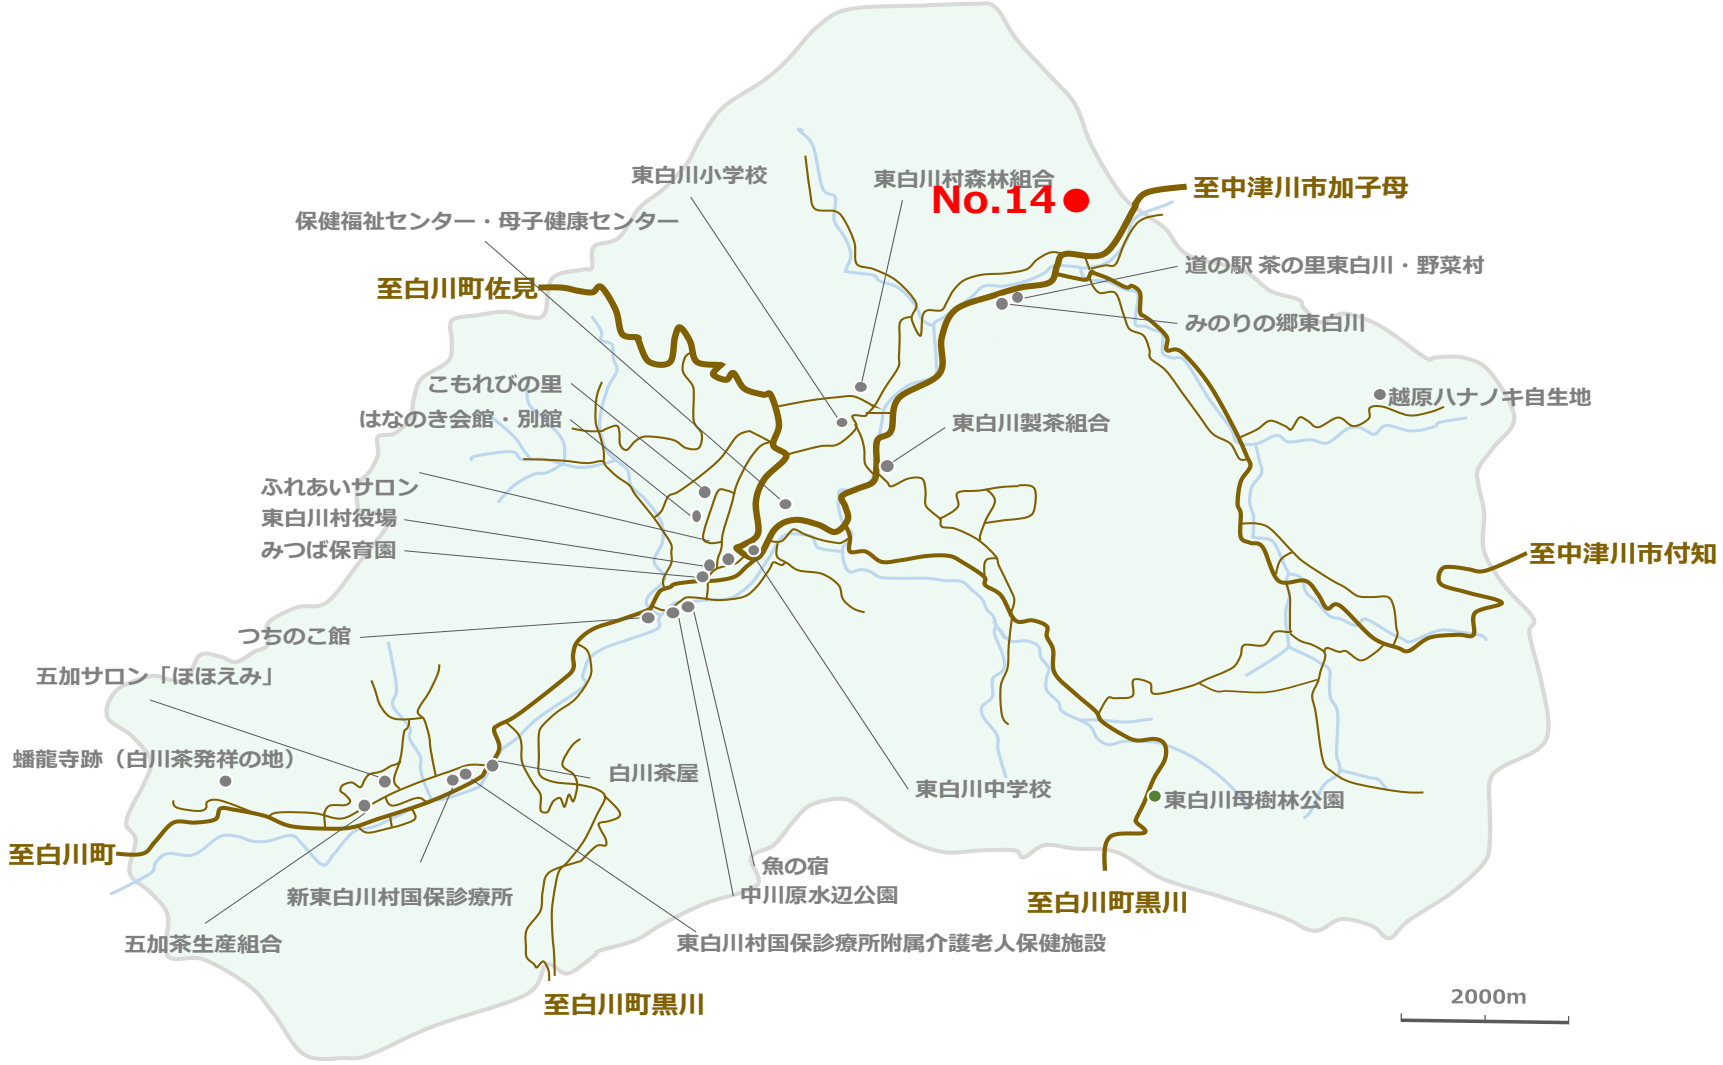 東白川小学校
東白川村森林組合
No.14
至中津川市加子母
保健福祉センター・母子健康センター
道の駅 茶の里東白川・野菜村
至白川町佐見
みのりの郷東白川
こもれびの里
越原ハナノキ自生地
はなのき会館・別館
東白川製茶組合
ふれあいサロン
東白川村役場
みつば保育園
至中津川市付知
つちのこ館
五加サロン「ほほえみ」
蟠龍寺跡（白川茶発祥の地）
白川茶屋
東白川中学校
東白川母樹林公園
至白川町
魚の宿
中川原水辺公園
新東白川村国保診療所
至白川町黒川
五加茶生産組合
東白川村国保診療所附属介護老人保健施設
至白川町黒川
2000m